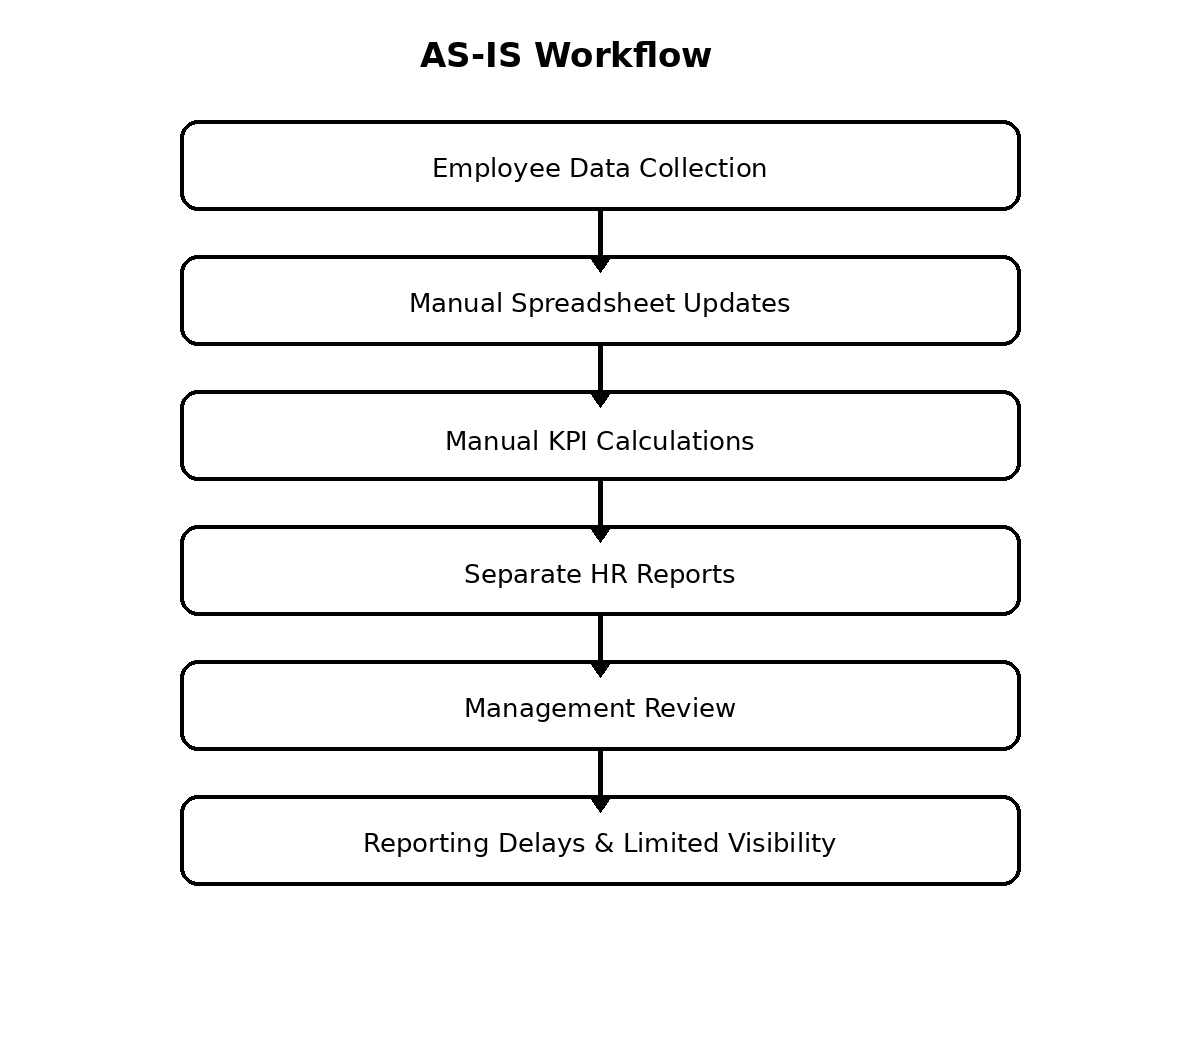 AS-IS Workflow
Employee Data Collection
Manual Spreadsheet Updates
Manual KPI Calculations
Separate HR Reports
Management Review
Reporting Delays & Limited Visibility